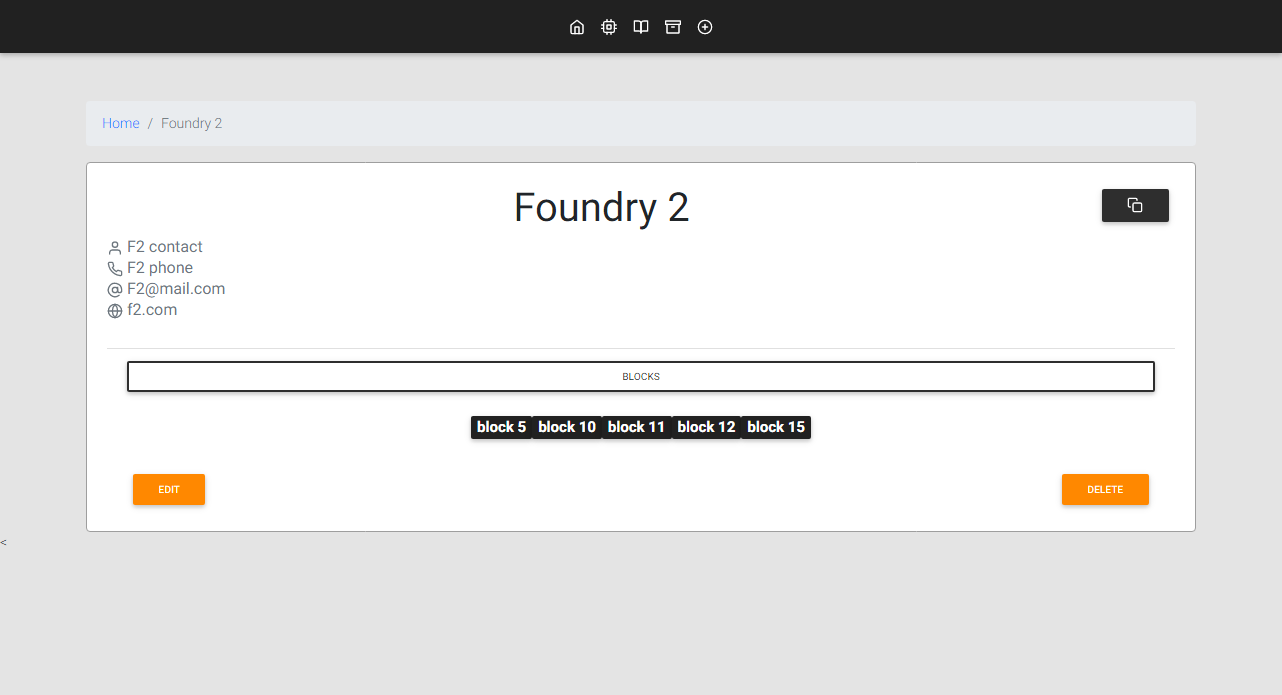 Home / Foundry 2
Foundry 2
F2 contact
F2 phone
F2@mail.com
f2.com
BLOCKS
block 5 block 10 block 11 block 12 block 15
EDIT DELETE
<